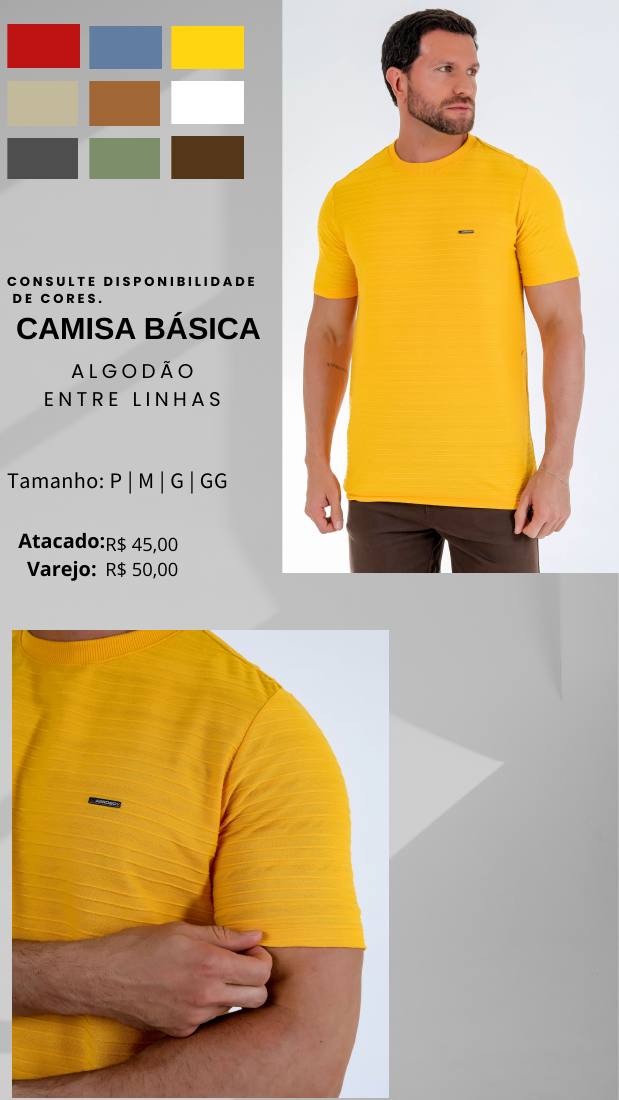 CONSULTE DISPONIBILIDADE
DE CORES.
CAMISA BÁSICA
ALGODÃO
ENTRE LINHAS
Tamanho: P | M | G | GG
Atacado: R$ 45,00
Varejo: R$ 50,00